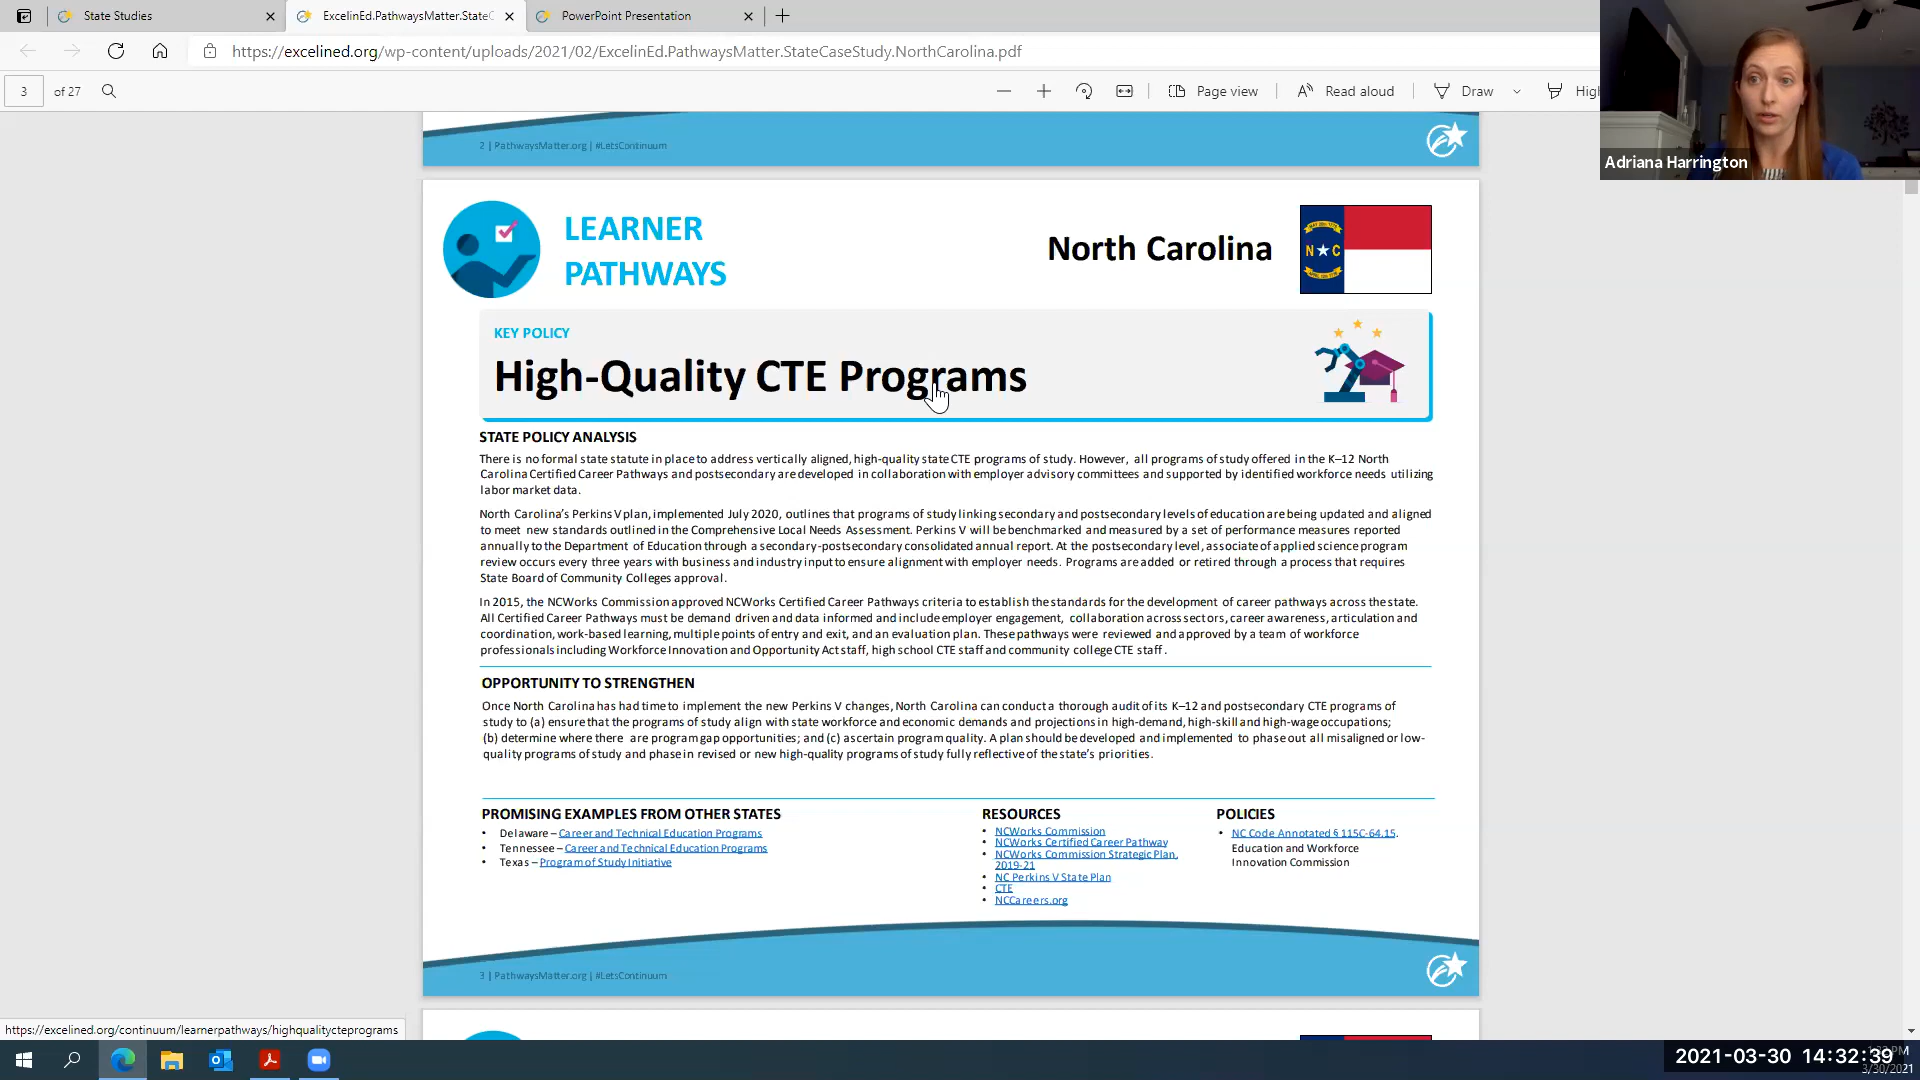 State Studies
ExcelinEd.PathwaysMatter.StateC
PowerPoint Presentation
https://excelined.org/wp-content/uploads/2021/02/ExcelinEd.PathwaysMatter.StateCaseStudy.NorthCarolina.pdf
3 of 27
Page view
Read aloud
Draw
High
Adriana Harrington
2 | PathwaysMatter.org | #LetsContinuum
LEARNER
PATHWAYS
North Carolina
N C
KEY POLICY
High-Quality CTE Programs
STATE POLICY ANALYSIS
There is no formal state statute in place to address vertically aligned, high-quality state CTE programs of study. However, all programs of study offered in the K–12 North
Carolina Certified Career Pathways and postsecondary are developed in collaboration with employer advisory committees and supported by identified workforce needs utilizing
labor market data.
North Carolina's Perkins V plan, implemented July 2020, outlines that programs of study linking secondary and postsecondary levels of education are being updated and aligned
to meet new standards outlined in the Comprehensive Local Needs Assessment. Perkins V will be benchmarked and measured by a set of performance measures reported
annually to the Department of Education through a secondary-postsecondary consolidated annual report. At the postsecondary level, associate of applied science program
review occurs every three years with business and industry input to ensure alignment with employer needs. Programs are added or retired through a process that requires
State Board of Community Colleges approval.
In 2015, the NCWorks Commission approved NCWorks Certified Career Pathways criteria to establish the standards for the development of career pathways across the state.
All Certified Career Pathways must be demand driven and data informed and include employer engagement, collaboration across sectors, career awareness, articulation and
coordination, work-based learning, multiple points of entry and exit, and an evaluation plan. These pathways were reviewed and approved by a team of workforce
professionals including Workforce Innovation and Opportunity Act staff, high school CTE staff and community college CTE staff.
OPPORTUNITY TO STRENGTHEN
Once North Carolina has had time to implement the new Perkins V changes, North Carolina can conduct a thorough audit of its K–12 and postsecondary CTE programs of
study to (a) ensure that the programs of study align with state workforce and economic demands and projections in high-demand, high-skill and high-wage occupations;
(b) determine where there are program gap opportunities; and (c) ascertain program quality. A plan should be developed and implemented to phase out all misaligned or low-
quality programs of study and phase in revised or new high-quality programs of study fully reflective of the state's priorities.
PROMISING EXAMPLES FROM OTHER STATES
• Delaware – Career and Technical Education Programs
• Tennessee – Career and Technical Education Programs
• Texas – Program of Study Initiative
RESOURCES
• NCWorks Commission
• NCWorks Certified Career Pathway
• NCWorks Commission Strategic Plan,
2019-21
• NC Perkins V State Plan
• CTE
• NCCareers.org
POLICIES
• NC Code Annotated § 115C-64.15.
Education and Workforce
Innovation Commission
3 | PathwaysMatter.org | #LetsContinuum
https://excelined.org/continuum/learnerpathways/highqualitycteprograms
2021-03-30 14:32:39
3/30/2021